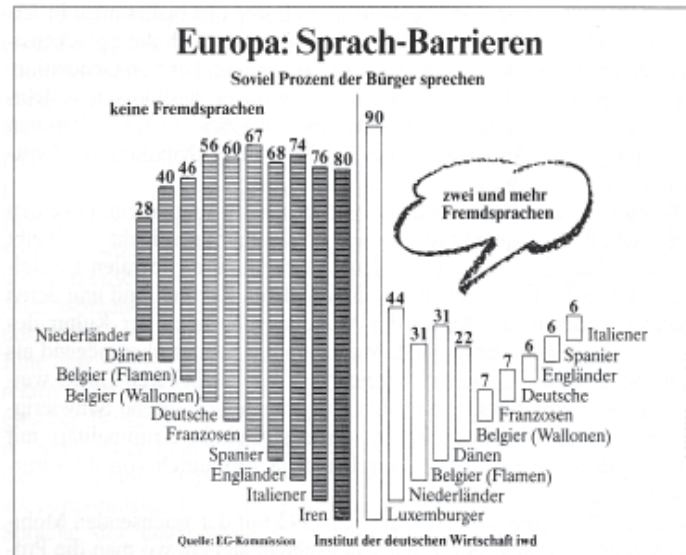 Europa: Sprach-Barrieren
Soviel Prozent der Bürger sprechen
keine Fremdsprachen
28
40
46
56
60
67
68
74
76
80
Niederländer
Dänen
Belgier (Flamen)
Belgier (Wallonen)
Deutsche
Franzosen
Spanier
Engländer
Italiener
Iren
zwei und mehr
Fremdsprachen
90
44
31
31
22
7
7
6
6
6
Italiener
Spanier
Engländer
Deutsche
Franzosen
Belgier (Wallonen)
Dänen
Belgier (Flamen)
Niederländer
Luxemburger
Quelle: EG-Kommission Institut der deutschen Wirtschaft iwd